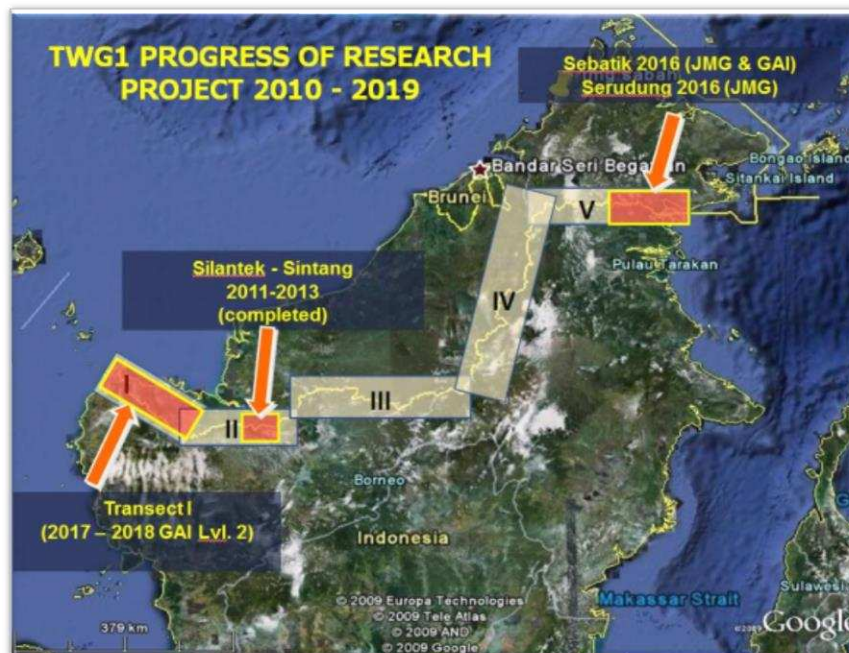 TWG1 PROGRESS OF RESEARCH
PROJECT 2010 - 2019
Sebatik 2016 (JMG & GAI)
Serudung 2016 (JMG)
Bandar Seri Begawan
Bongao Island
Sitankai Island
Brunei
V
Silantek - Sintang
2011-2013
(completed)
Pulau Tarakan
IV
I
III
II
Borneo
Transect I
(2017 – 2018 GAI Lvl. 2)
Indonesia
© 2009 Europa Technologies
© 2009 Tele Atlas
© 2009 AND
© 2009 Google
Makassar Strait
Sulawesi
379 km
©2009 Google